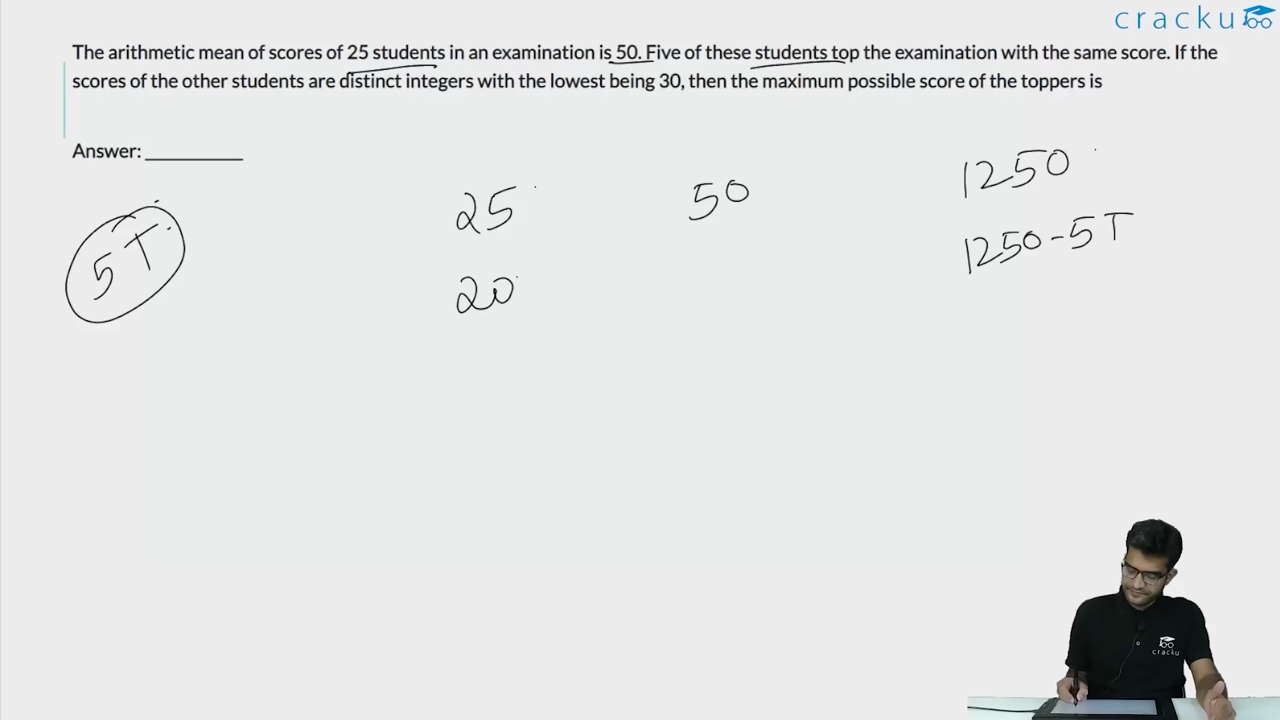 cracku
The arithmetic mean of scores of 25 students in an examination is 50. Five of these students top the examination with the same score. If the
scores of the other students are distinct integers with the lowest being 30, then the maximum possible score of the toppers is
Answer: __________
25 50 1250
5T 20 1250-5T
cracku